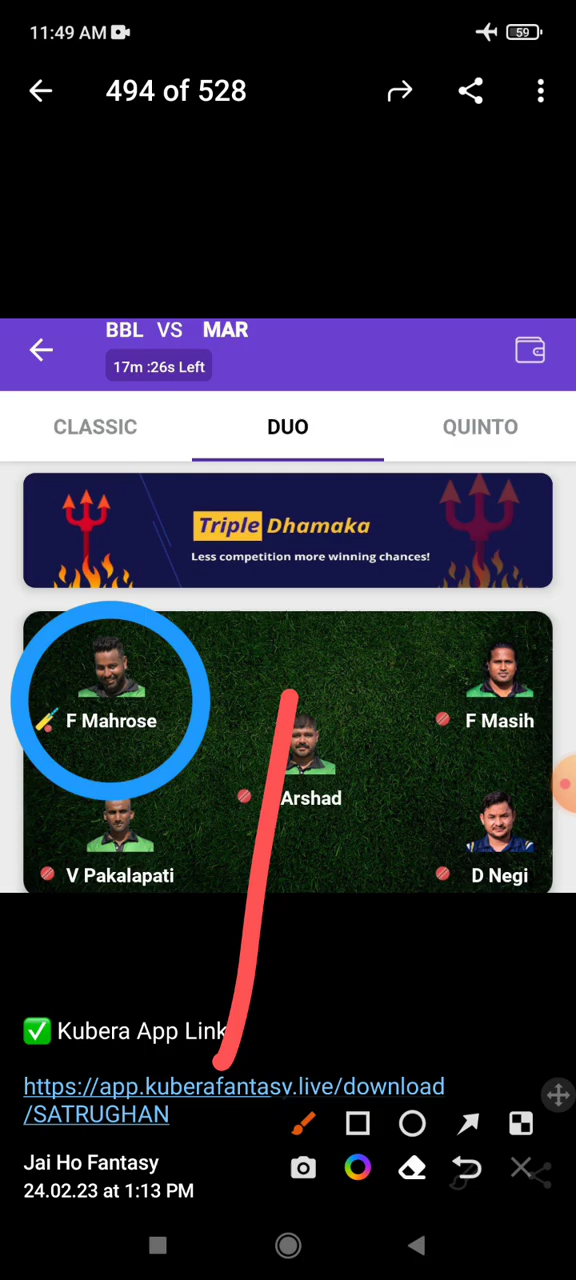 11:49 AM 59
494 of 528
BBL VS MAR
17m :26s Left
CLASSIC DUO QUINTO
Triple Dhamaka
Less competition more winning chances!
F Mahrose F Masih
Arshad
V Pakalapati D Negi
✅ Kubera App Link
https://app.kuberafantasy.live/download
/SATRUGHAN
Jai Ho Fantasy
24.02.23 at 1:13 PM